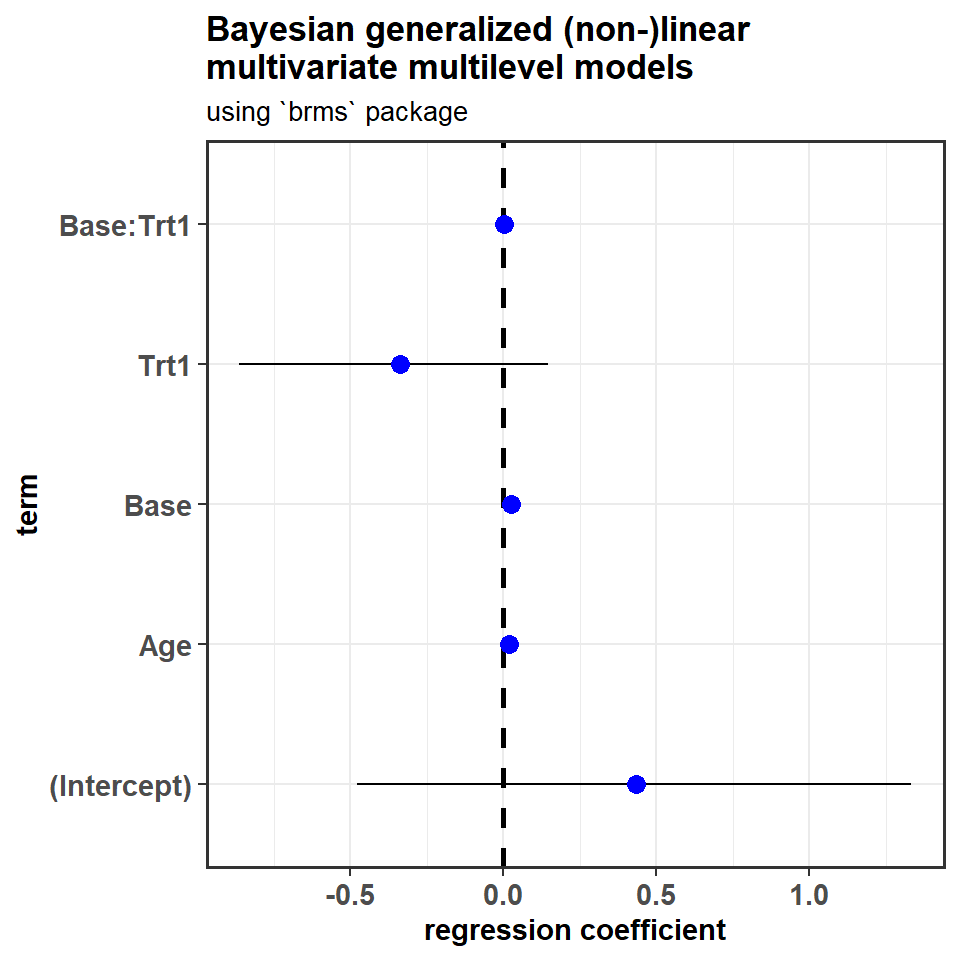 Bayesian generalized (non-)linear
multivariate multilevel models
using `brms` package
Base:Trt1
Trt1
Base
Age
(Intercept)
term
-0.5
0.0
0.5
1.0
regression coefficient